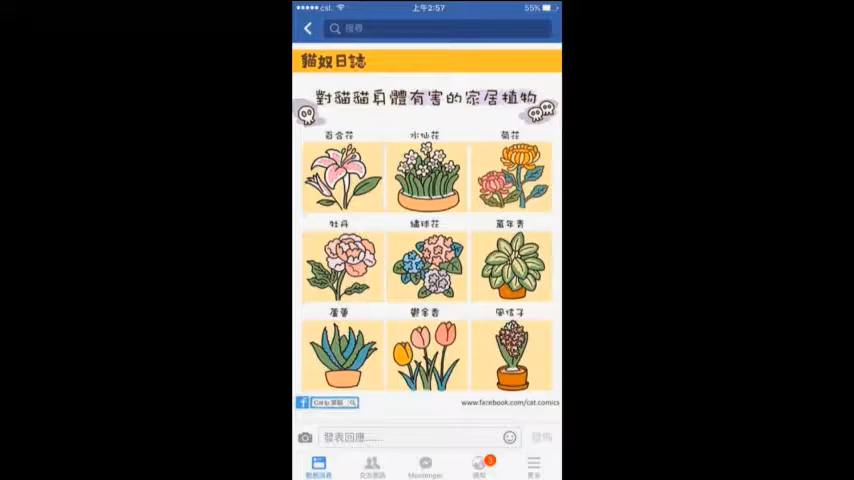 csl.
上午2:57
55%
搜尋
貓奴日誌
對貓貓身體有害的家居植物
百合花 水仙花 菊花
牡丹 繡球花 萬年青
蘆薈 鬱金香 風信子
www.facebook.com/cat.comics
發表回應......
發佈
動態消息 交友邀請 Messenger 通知 更多
3